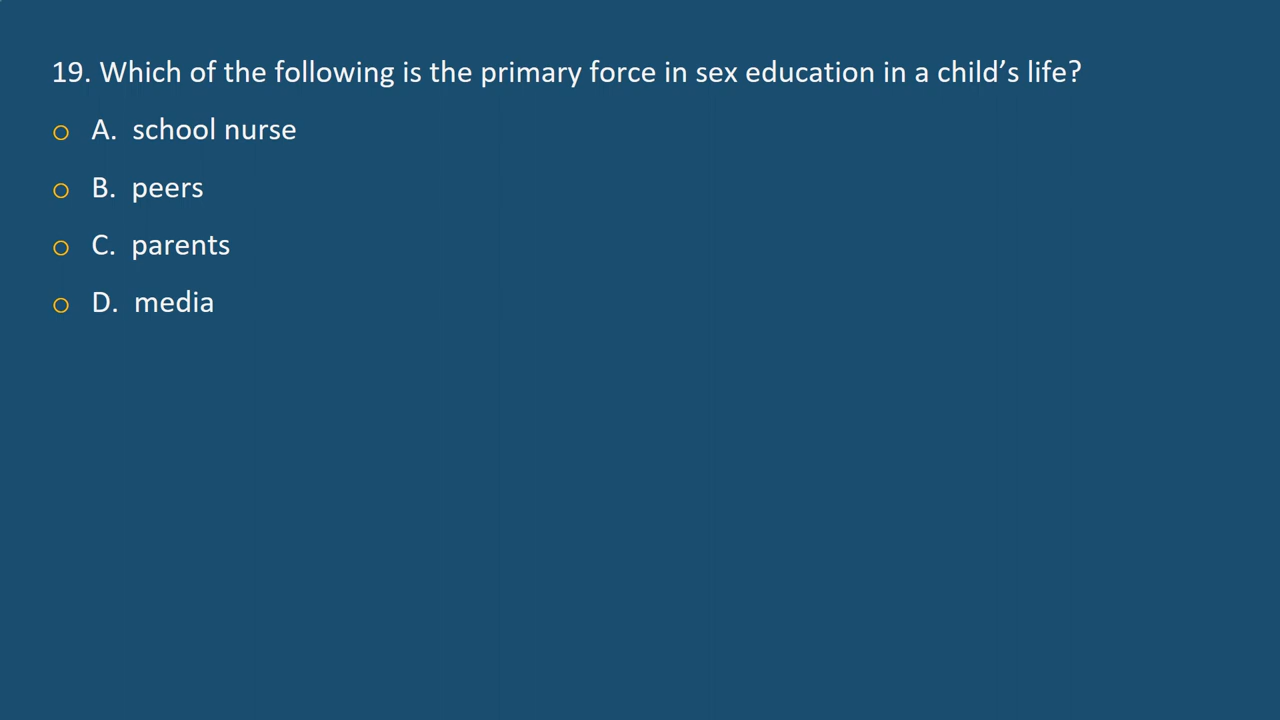 19. Which of the following is the primary force in sex education in a child’s life?
A. school nurse
B. peers
C. parents
D. media